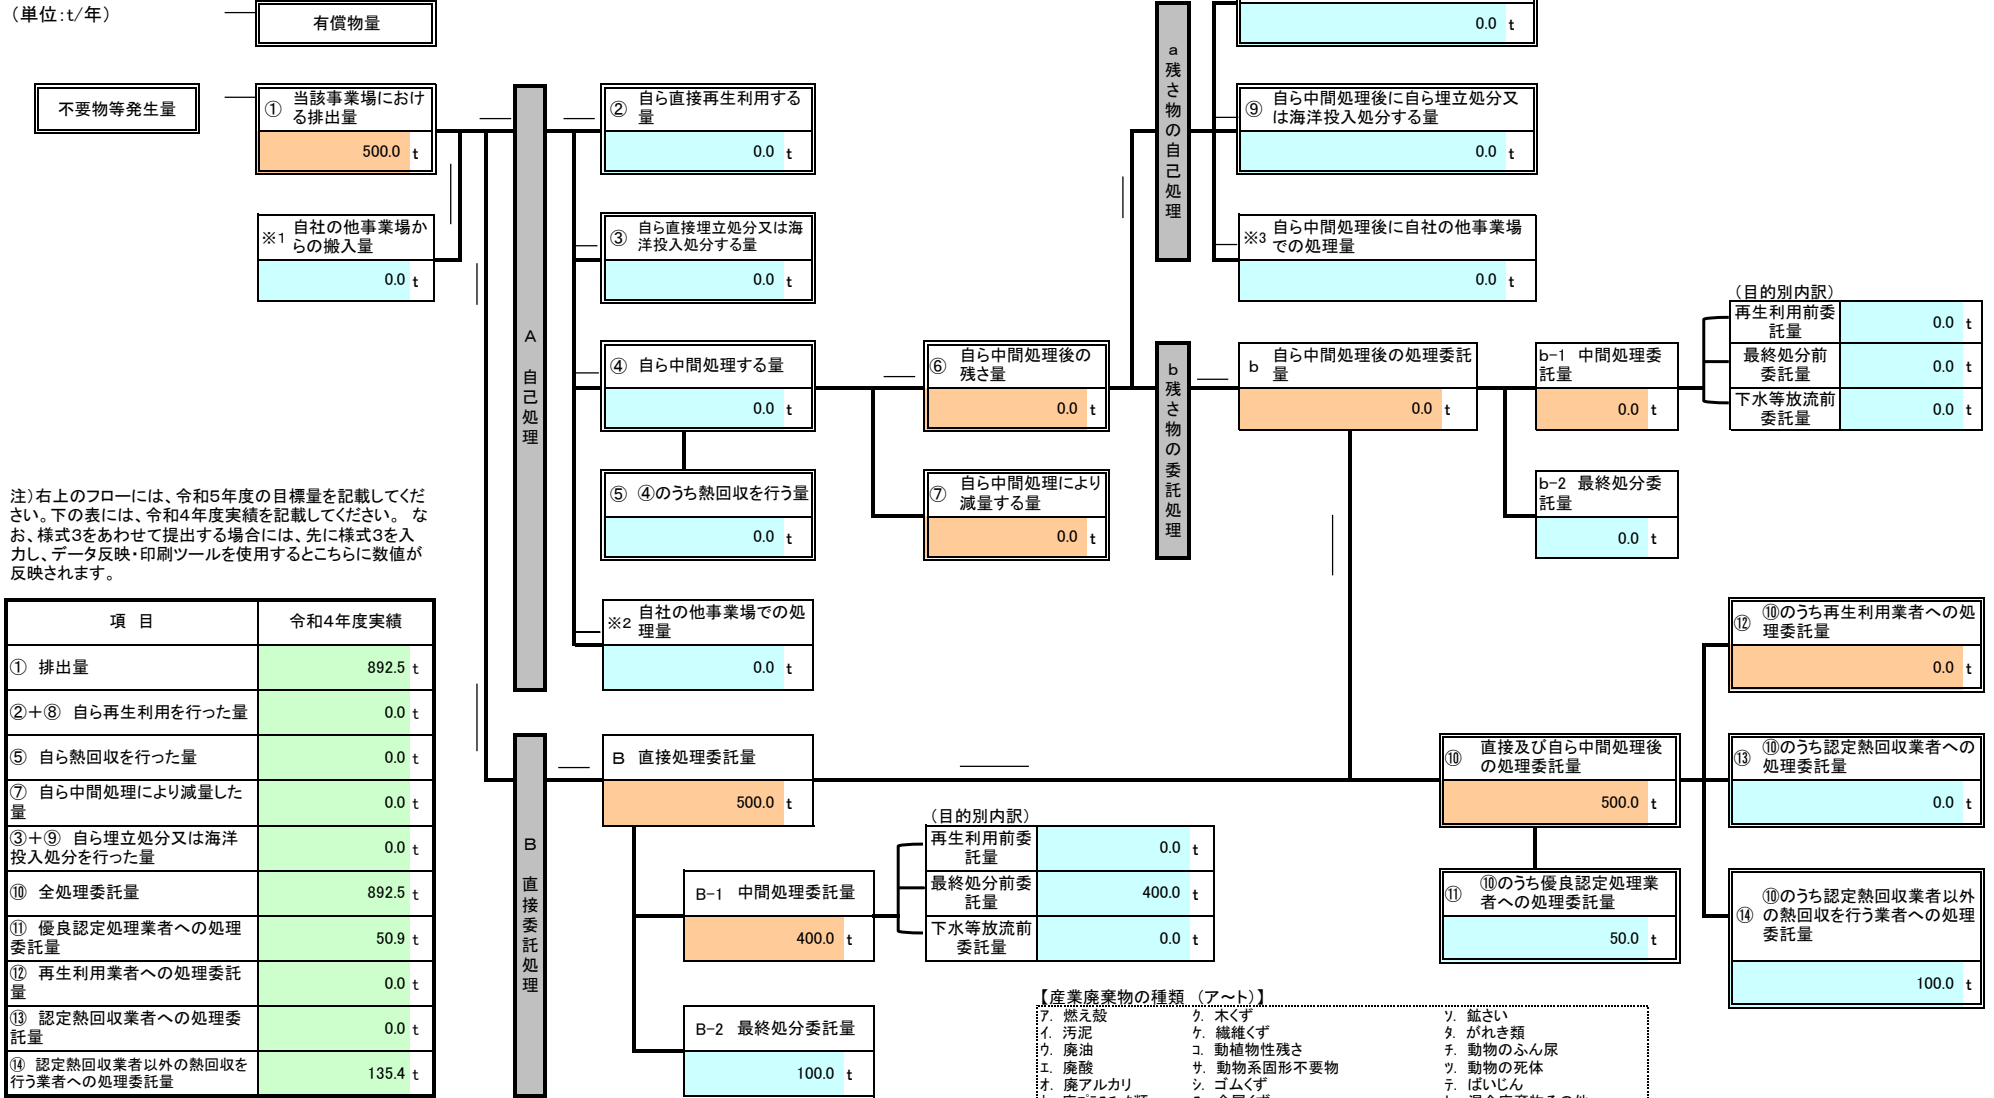 （単位：t/年）
有償物量
不要物等発生量
① 当該事業場におけ
る排出量
500.0 t
※1 自社の他事業場か
らの搬入量
0.0 t
A 自己処理
② 自ら直接再生利用する
量
0.0 t
③ 自ら直接埋立処分又は海
洋投入処分する量
0.0 t
④ 自ら中間処理する量
0.0 t
⑤ ④のうち熱回収を行う量
0.0 t
※2 自社の他事業場での処
理量
0.0 t
⑥ 自ら中間処理後の
残さ量
0.0 t
⑦ 自ら中間処理により
減量する量
0.0 t
a 残さ物の自己処理
0.0 t
⑨ 自ら中間処理後に自ら埋立処分又
は海洋投入処分する量
0.0 t
※3 自ら中間処理後に自社の他事業場
での処理量
0.0 t
b 残さ物の委託処理
b 自ら中間処理後の処理委託
量
0.0 t
b-1 中間処理委
託量
0.0 t
b-2 最終処分委
託量
0.0 t
（目的別内訳）
再生利用前委
託量
0.0 t
最終処分前
委託量
0.0 t
下水等放流前
委託量
0.0 t
注）右上のフローには、令和５年度の目標量を記載してくだ
さい。下の表には、令和４年度実績を記載してください。 な
お、様式３をあわせて提出する場合には、先に様式３を入
力し、データ反映・印刷ツールを使用するとこちらに数値が
反映されます。
項 目 令和４年度実績
① 排出量 892.5 t
②＋⑧ 自ら再生利用を行った量 0.0 t
⑤ 自ら熱回収を行った量 0.0 t
⑦ 自ら中間処理により減量した
量 0.0 t
③＋⑨ 自ら埋立処分又は海洋
投入処分を行った量 0.0 t
⑩ 全処理委託量 892.5 t
⑪ 優良認定処理業者への処理
委託量 50.9 t
⑫ 再生利用業者への処理委託
量 0.0 t
⑬ 認定熱回収業者への処理委
託量 0.0 t
⑭ 認定熱回収業者以外の熱回収を
行う業者への処理委託量 135.4 t
B 直接委託処理
B 直接処理委託量
500.0 t
B-1 中間処理委託量
400.0 t
B-2 最終処分委託量
100.0 t
（目的別内訳）
再生利用前委
託量
0.0 t
最終処分前委
託量
400.0 t
下水等放流前
委託量
0.0 t
⑩ 直接及び自ら中間処理後
の処理委託量
500.0 t
⑪ ⑩のうち優良認定処理業
者への処理委託量
50.0 t
⑫ ⑩のうち再生利用業者への処
理委託量
0.0 t
⑬ ⑩のうち認定熱回収業者への
処理委託量
0.0 t
⑭ ⑩のうち認定熱回収業者以外
の熱回収を行う業者への処理
委託量
100.0 t
【産業廃棄物の種類 （ア～ト）】
ア. 燃え殻 ク. 木くず ソ. 鉱さい
イ. 汚泥 ケ. 繊維くず タ. がれき類
ウ. 廃油 コ. 動植物性残さ チ. 動物のふん尿
エ. 廃酸 サ. 動物系固形不要物 ツ. 動物の死体
オ. 廃アルカリ シ. ゴムくず テ. ばいじん